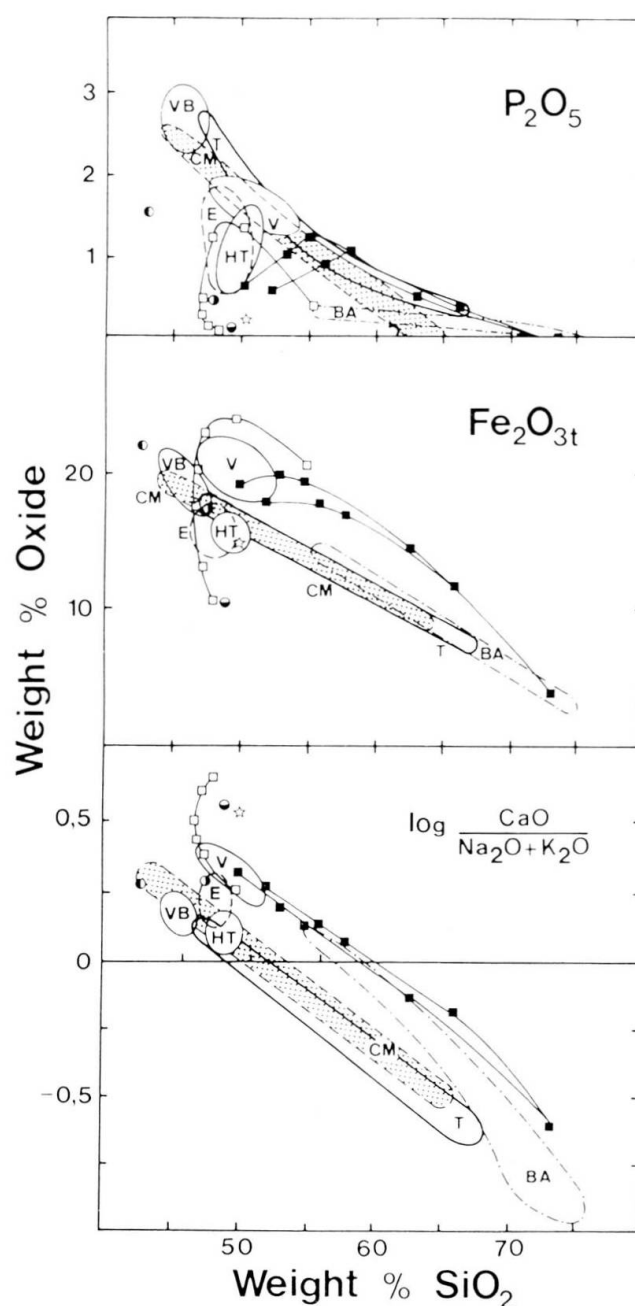 P₂O₅
3
VB
T
2
CM
E
V
1
HT
BA
Fe₂O₃t
20
VB
V
CM
E
HT
10
CM
T
BA
Weight % Oxide
0,5
log CaO
Na₂O+K₂O
V
E
VB
HT
0
CM
-0,5
T
BA
50
60
70
Weight % SiO₂